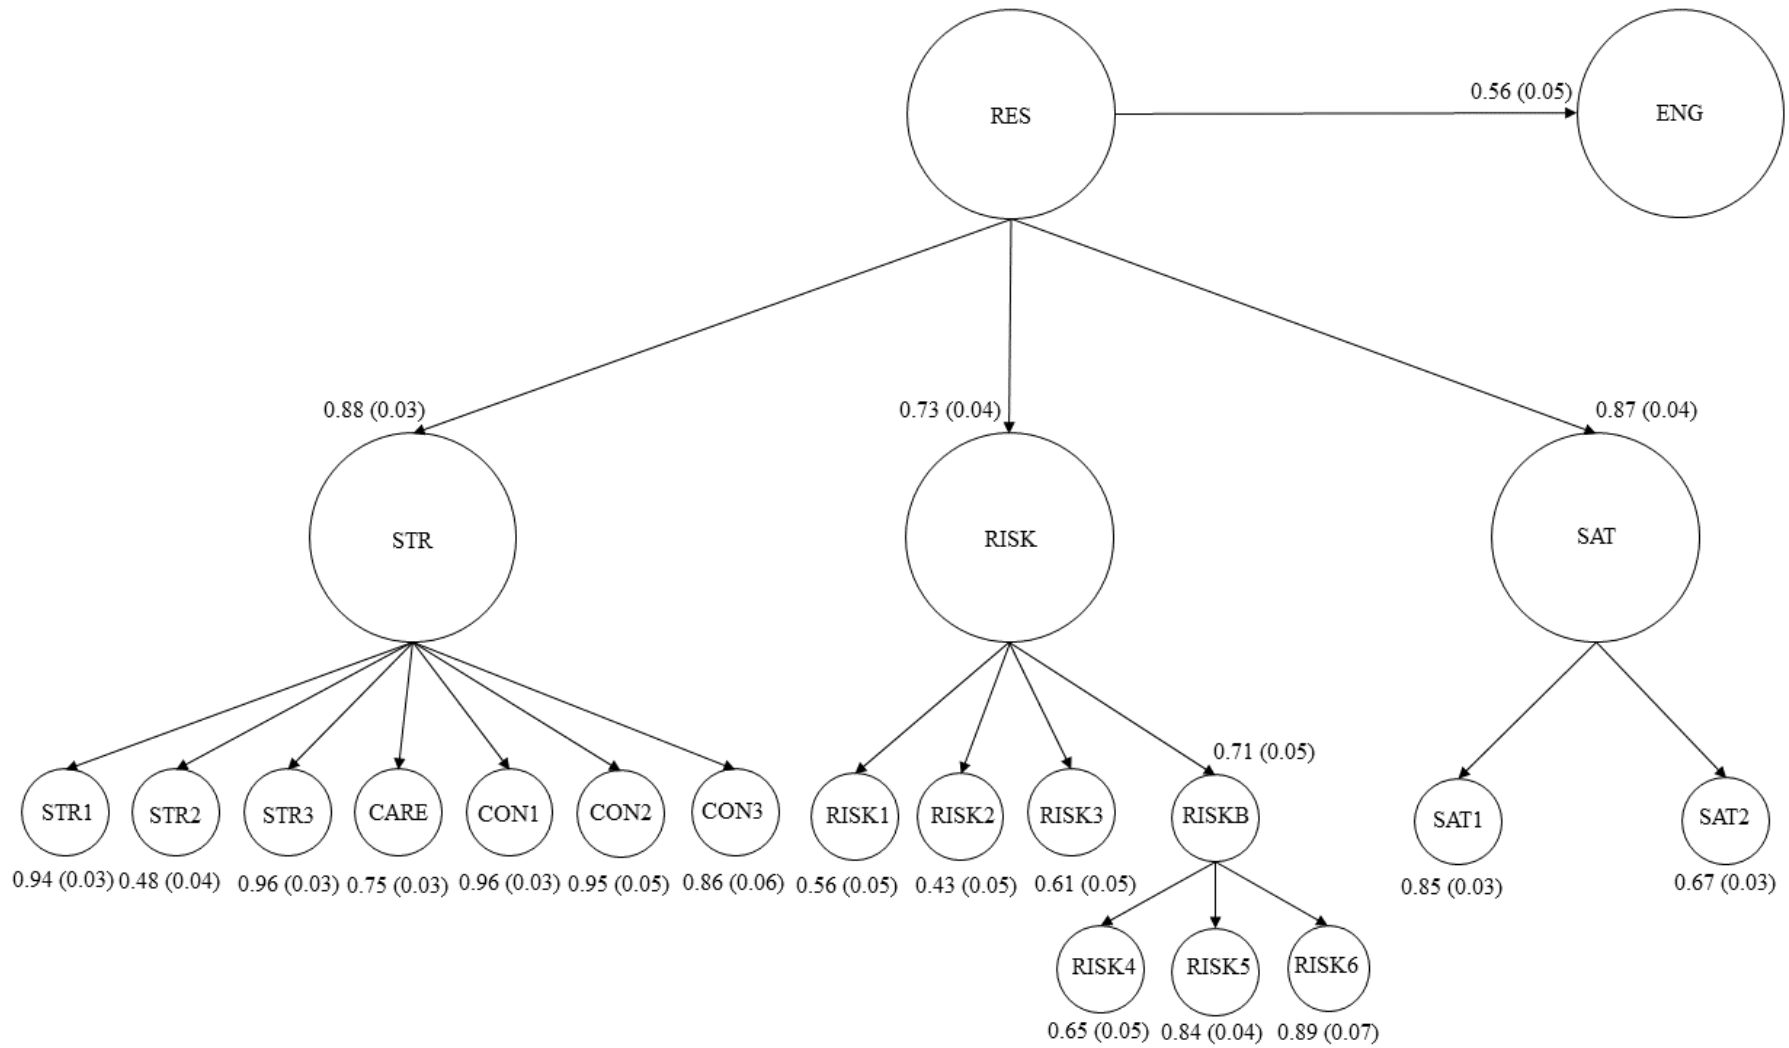 0.56 (0.05)
RES
ENG
0.88 (0.03)
0.73 (0.04)
0.87 (0.04)
STR
RISK
SAT
0.71 (0.05)
STR1
STR2
STR3
CARE
CON1
CON2
CON3
RISK1
RISK2
RISK3
RISKB
SAT1
SAT2
0.94 (0.03)
0.48 (0.04)
0.96 (0.03)
0.75 (0.03)
0.96 (0.03)
0.95 (0.05)
0.86 (0.06)
0.56 (0.05)
0.43 (0.05)
0.61 (0.05)
0.85 (0.03)
0.67 (0.03)
RISK4
RISK5
RISK6
0.65 (0.05)
0.84 (0.04)
0.89 (0.07)